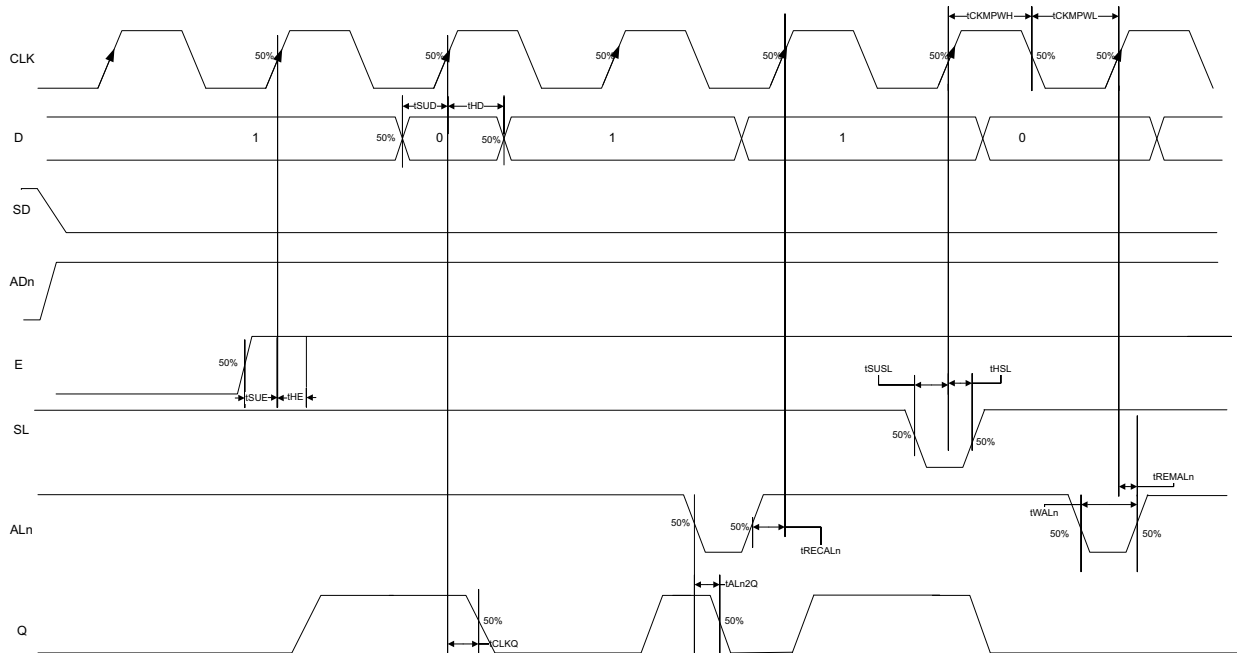 tCKMPWH tCKMPWL
CLK 50% 50% 50% 50% 50% 50%
tSUD tHD
D 1 50% 0 50% 1 1 0
SD
ADn
E 50%
tSUE tHE
tSUSL tHSL
SL 50% 50%
tREMALn
tWALn
ALn 50% 50% 50% 50%
tRECALn
tALn2Q
Q 50% 50%
tCLKQ